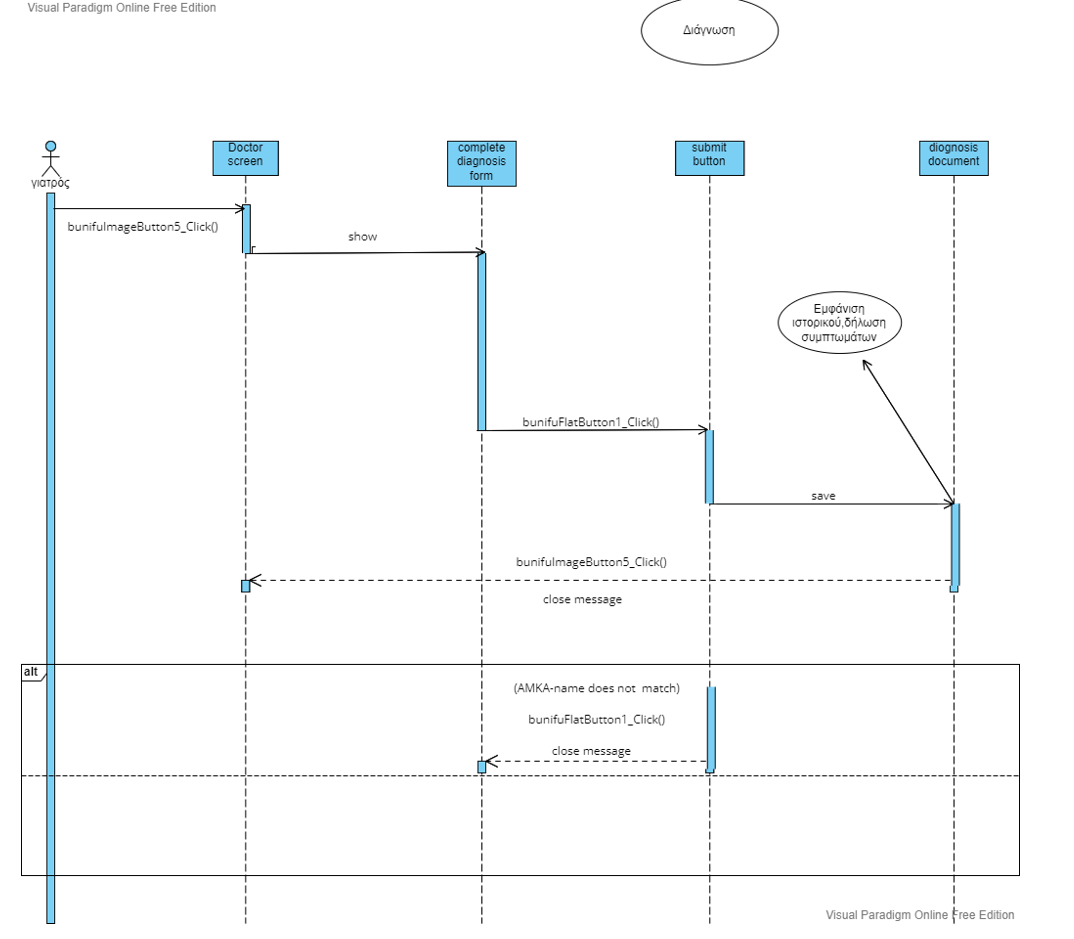 Visual Paradigm Online Free Edition
Διάγνωση
γιατρός
Doctor
screen
complete
diagnosis
form
submit
button
diognosis
document
bunifuImageButton5_Click()
show
Εμφάνιση
ιστορικού,δήλωση
συμπτωμάτων
bunifuFlatButton1_Click()
save
bunifuImageButton5_Click()
close message
alt
(AMKA-name does not match)
bunifuFlatButton1_Click()
close message
Visual Paradigm Online Free Edition